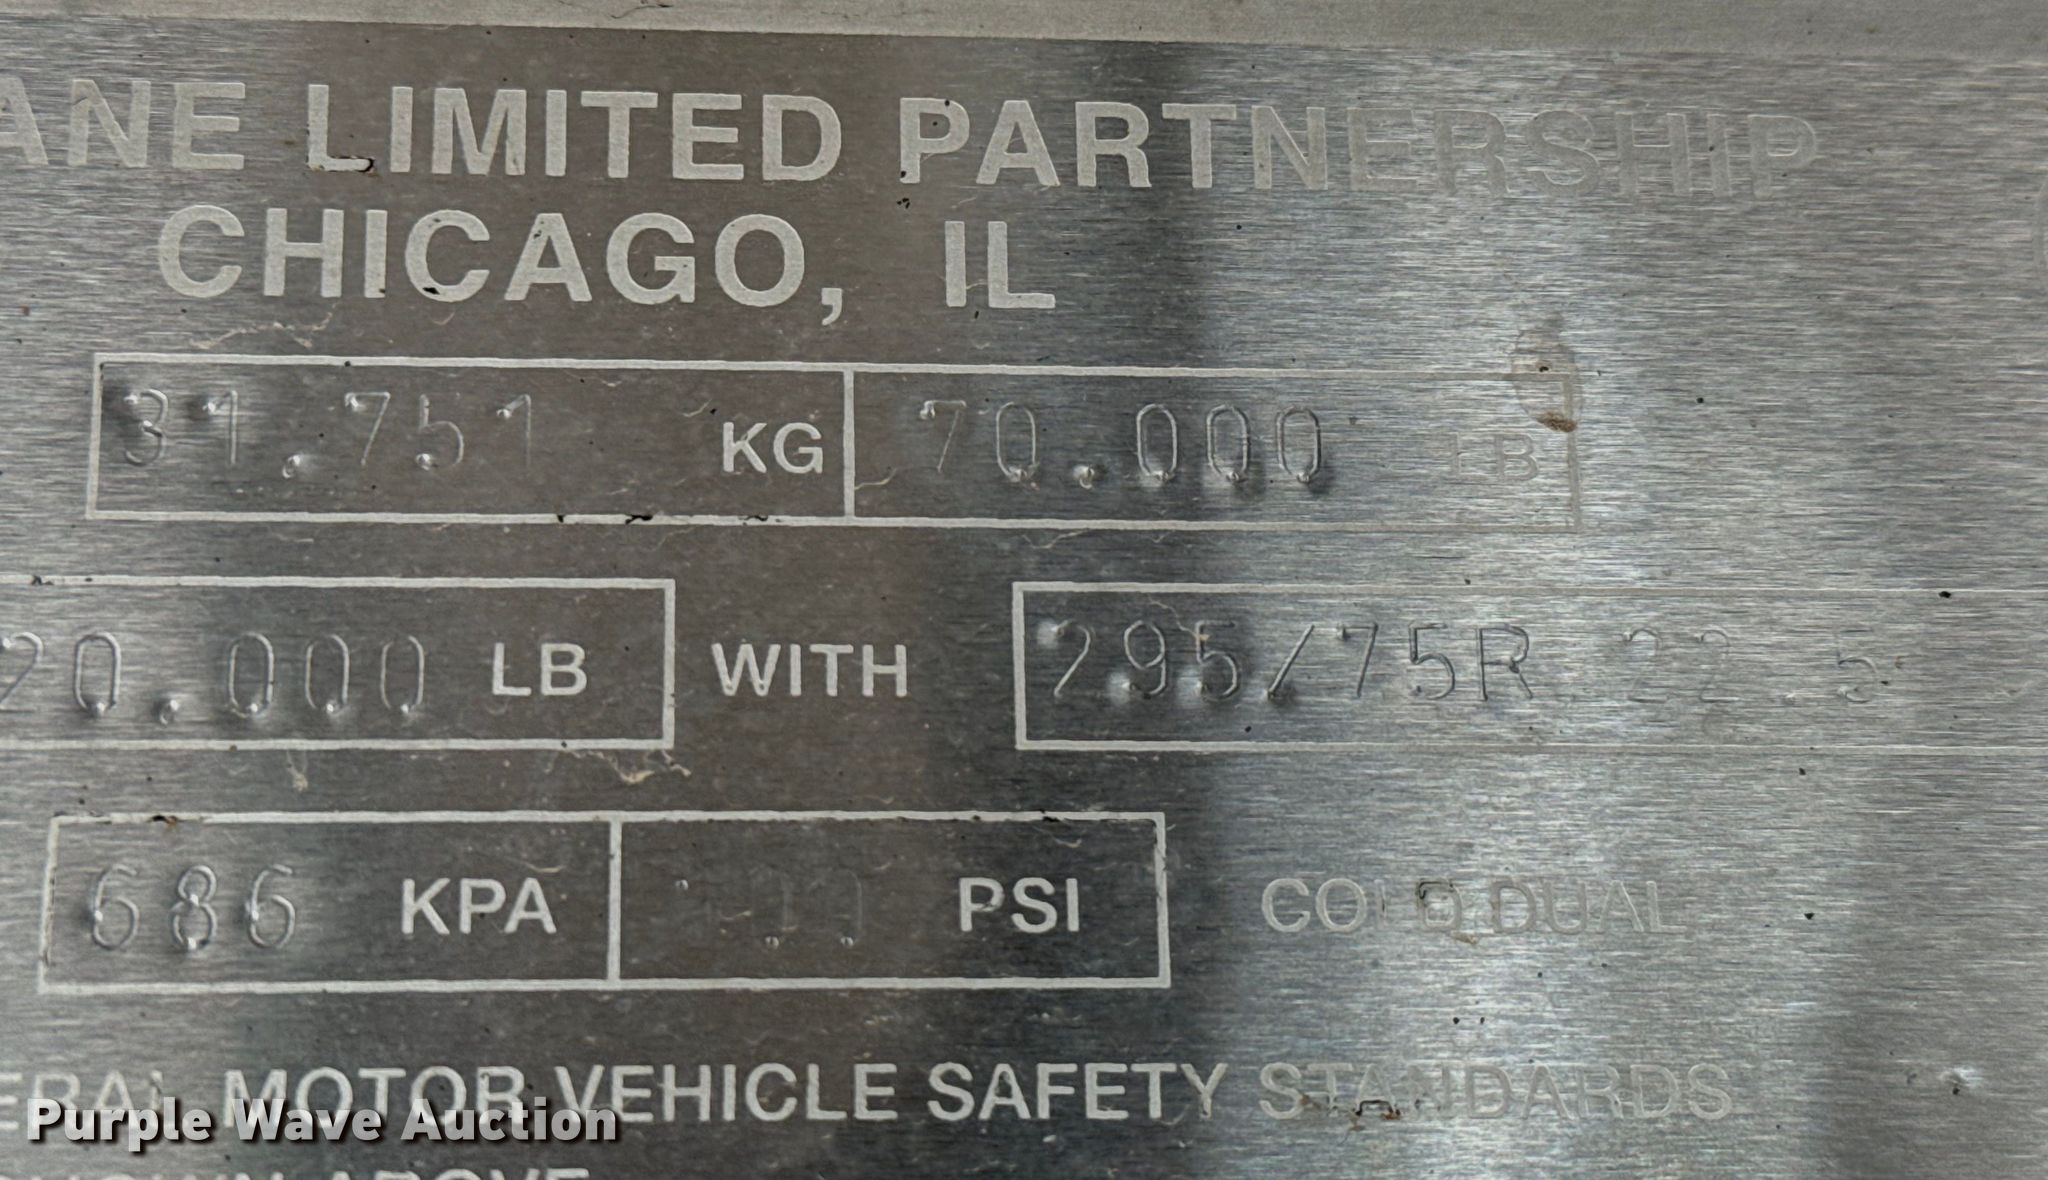 ANE LIMITED PARTNERSHIP
CHICAGO, IL
31.751 KG 70.000 LB
20.000 LB WITH 295/75R 22.5
686 KPA PSI COLD DUAL
ERAL MOTOR VEHICLE SAFETY STANDARDS
Purple Wave Auction